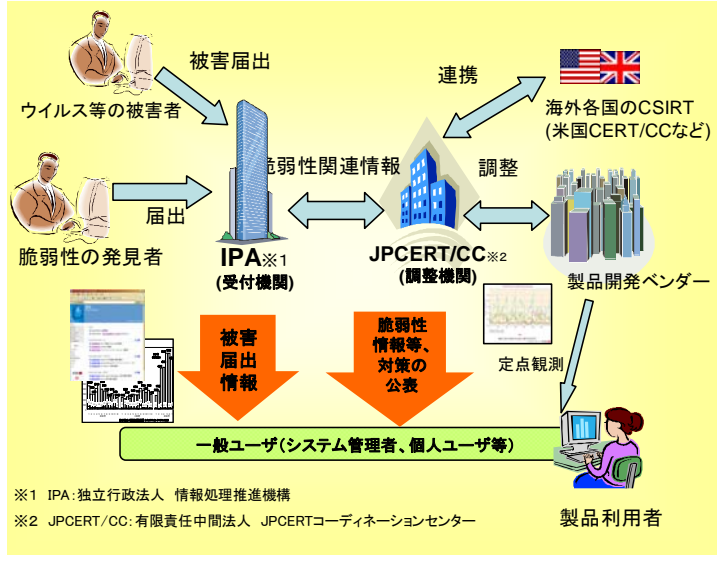 被害届出
ウイルス等の被害者
連携
海外各国のCSIRT
(米国CERT/CCなど)
脆弱性関連情報
調整
届出
脆弱性の発見者
IPA※1
(受付機関)
JPCERT/CC※2
(調整機関)
製品開発ベンダー
被害
届出
情報
脆弱性
情報等、
対策の
公表
定点観測
一般ユーザ(システム管理者、個人ユーザ等)
※1 IPA:独立行政法人 情報処理推進機構
※2 JPCERT/CC:有限責任中間法人 JPCERTコーディネーションセンター
製品利用者